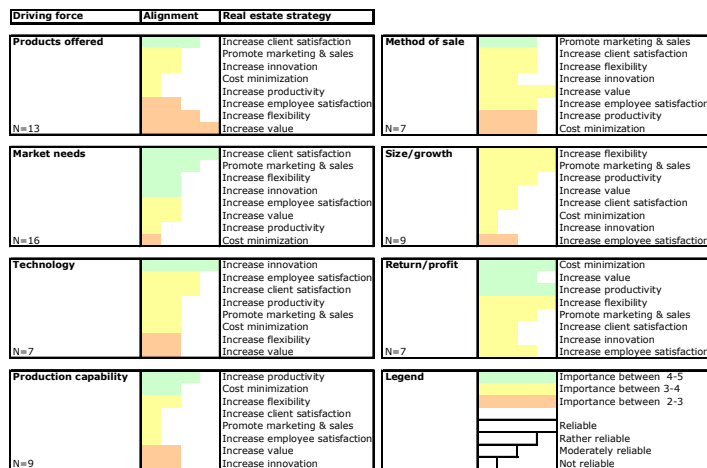 Driving force Alignment Real estate strategy
Products offered
Increase client satisfaction
Promote marketing & sales
Increase innovation
Cost minimization
Increase productivity
Increase employee satisfaction
Increase flexibility
N=13 Increase value
Method of sale
Promote marketing & sales
Increase client satisfaction
Increase flexibility
Increase innovation
Increase value
Increase employee satisfaction
Increase productivity
N=7 Cost minimization
Market needs
Increase client satisfaction
Promote marketing & sales
Increase flexibility
Increase innovation
Increase employee satisfaction
Increase value
Increase productivity
N=16 Cost minimization
Size/growth
Increase flexibility
Promote marketing & sales
Increase productivity
Increase value
Increase client satisfaction
Cost minimization
Increase innovation
N=9 Increase employee satisfaction
Technology
Increase innovation
Increase employee satisfaction
Increase client satisfaction
Increase productivity
Promote marketing & sales
Cost minimization
Increase flexibility
N=7 Increase value
Return/profit
Cost minimization
Increase value
Increase productivity
Increase flexibility
Promote marketing & sales
Increase client satisfaction
Increase innovation
N=7 Increase employee satisfaction
Production capability
Increase productivity
Cost minimization
Increase flexibility
Increase client satisfaction
Promote marketing & sales
Increase employee satisfaction
Increase value
N=9 Increase innovation
Legend
Importance between 4-5
Importance between 3-4
Importance between 2-3
Reliable
Rather reliable
Moderately reliable
Not reliable